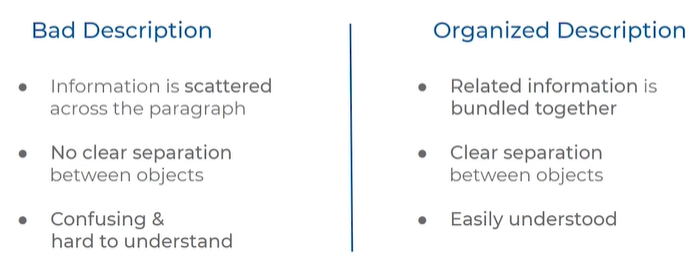 Bad Description
• Information is scattered
across the paragraph
• No clear separation
between objects
• Confusing &
hard to understand
Organized Description
• Related information is
bundled together
• Clear separation
between objects
• Easily understood